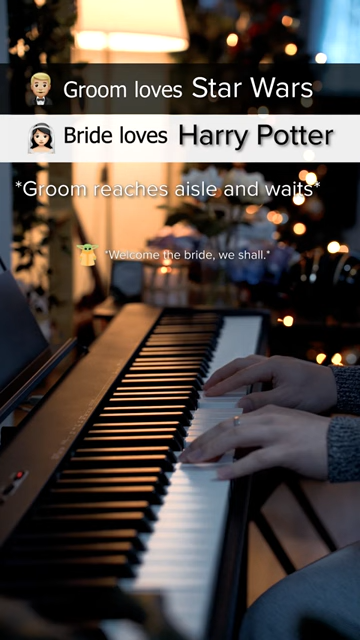 Groom loves Star Wars
Bride loves Harry Potter
*Groom reaches aisle and waits*
"Welcome the bride, we shall."